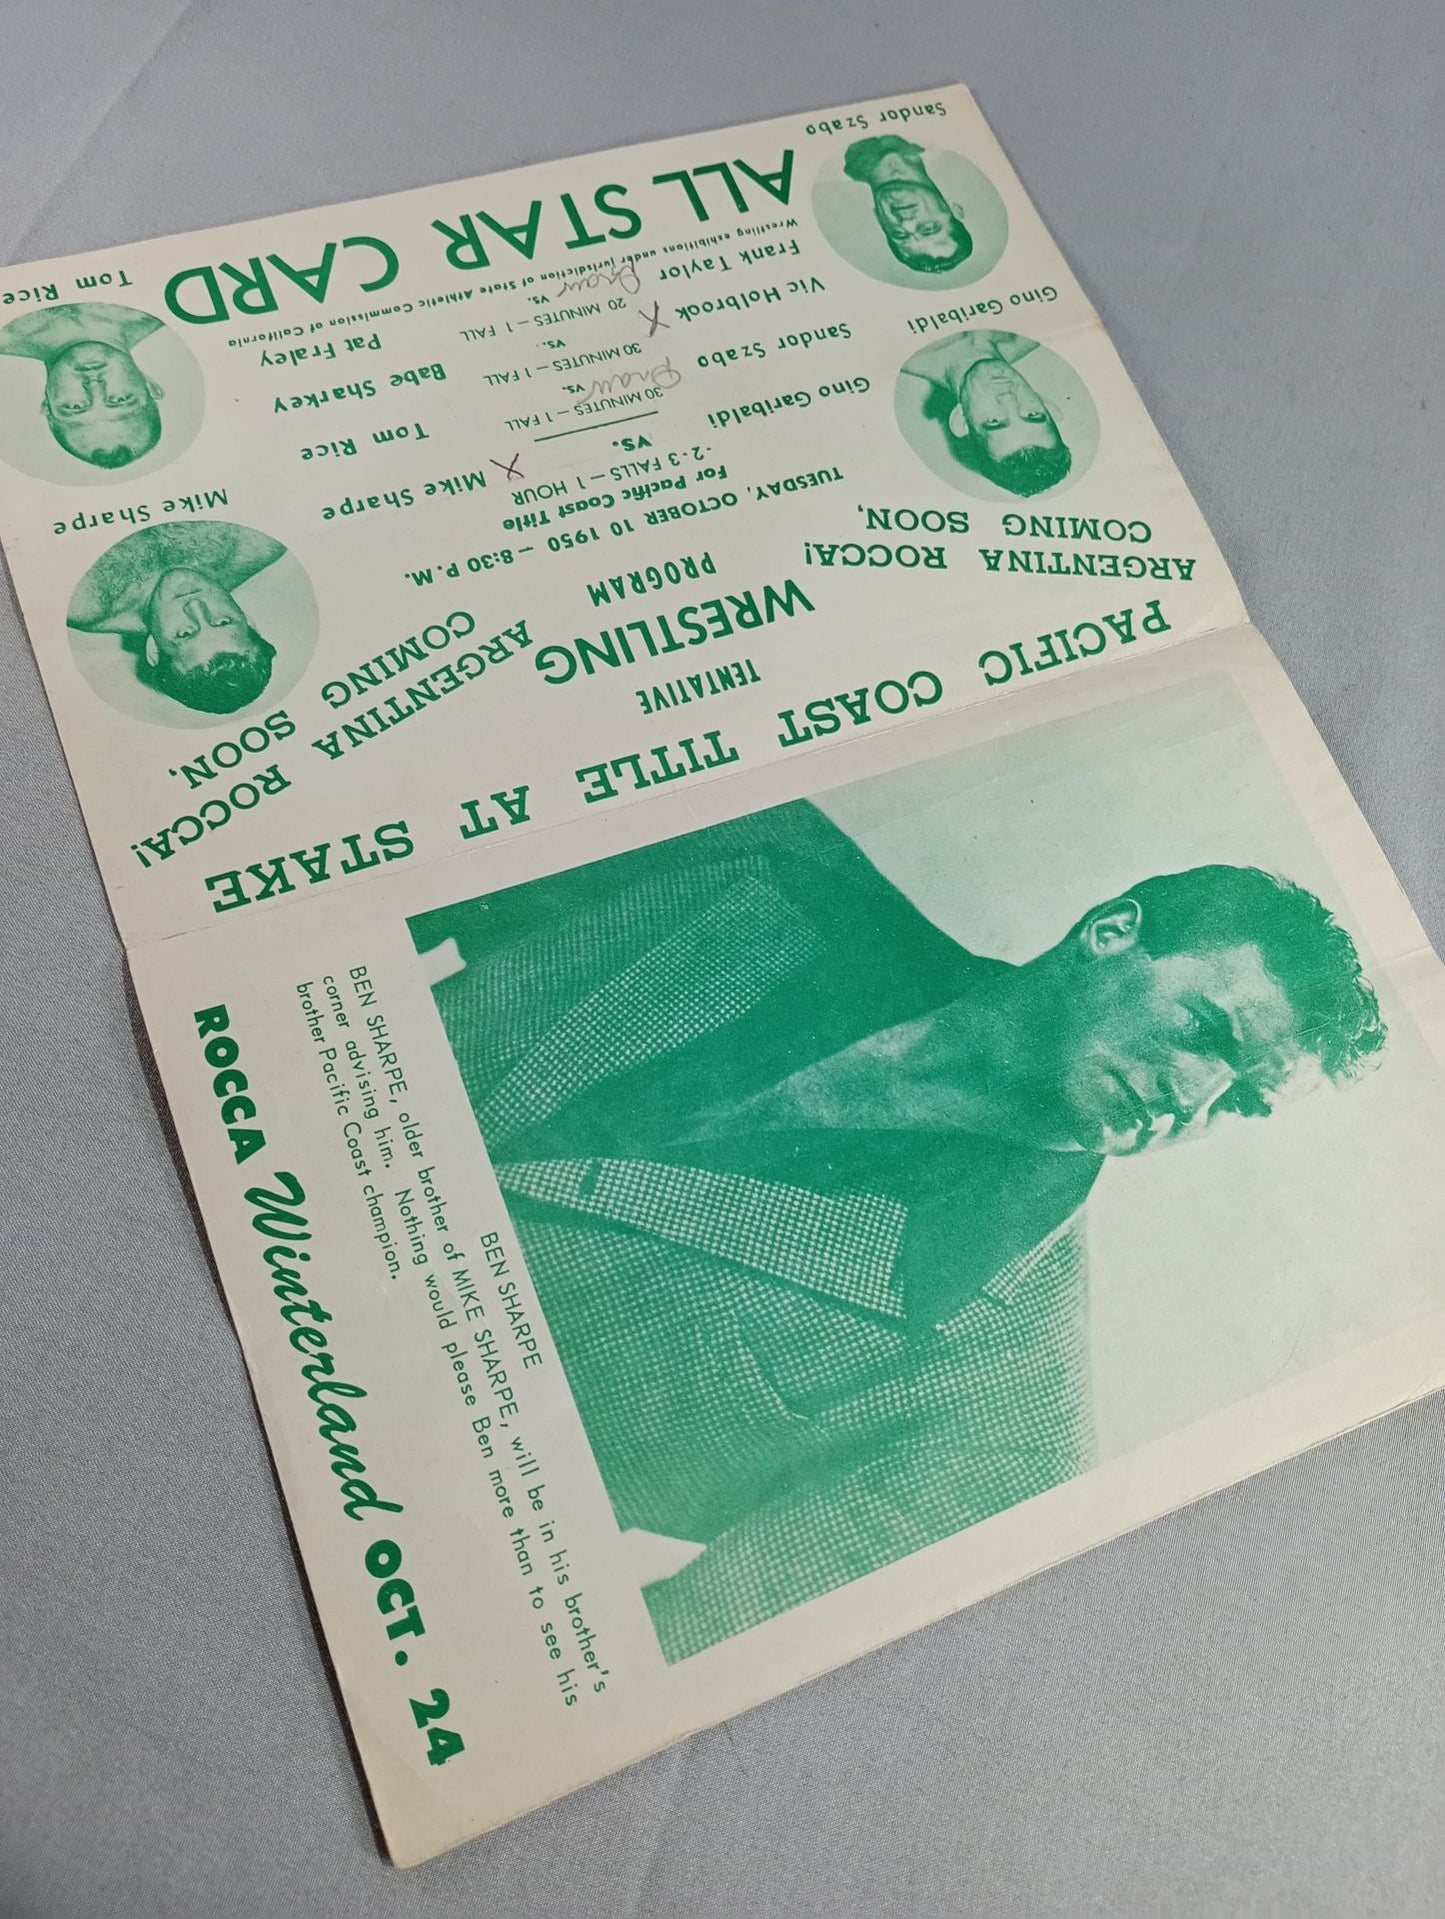 PACIFIC COAST TITLE AT STAKE
ARGENTINA ROCCA!
COMING SOON,
TENTATIVE
WRESTLING
PROGRAM
ARGENTINA ROCCA!
COMING SOON,
TUESDAY, OCTOBER 10 1950 — 8:30 P.M.
For Pacific Coast Title
-2-3 FALLS — 1 HOUR
Gino Garibaldi VS. Mike Sharpe X
30 MINUTES — 1 FALL
Sandor Szabo Draw vs. Tom Rice
30 MINUTES — 1 FALL
Vic Holbrook X vs. Babe Sharkey
20 MINUTES — 1 FALL
Frank Taylor Draw vs. Pat Fraley
Wrestling exhibitions under jurisdiction of State Athletic Commission of California
ALL STAR CARD
Gino Garibaldi
Mike Sharpe
Sandor Szabo
Tom Rice
BEN SHARPE
BEN SHARPE, older brother of MIKE SHARPE, will be in his brother's
corner advising him. Nothing would please Ben more than to see his
brother Pacific Coast champion.
ROCCA Winterland OCT. 24